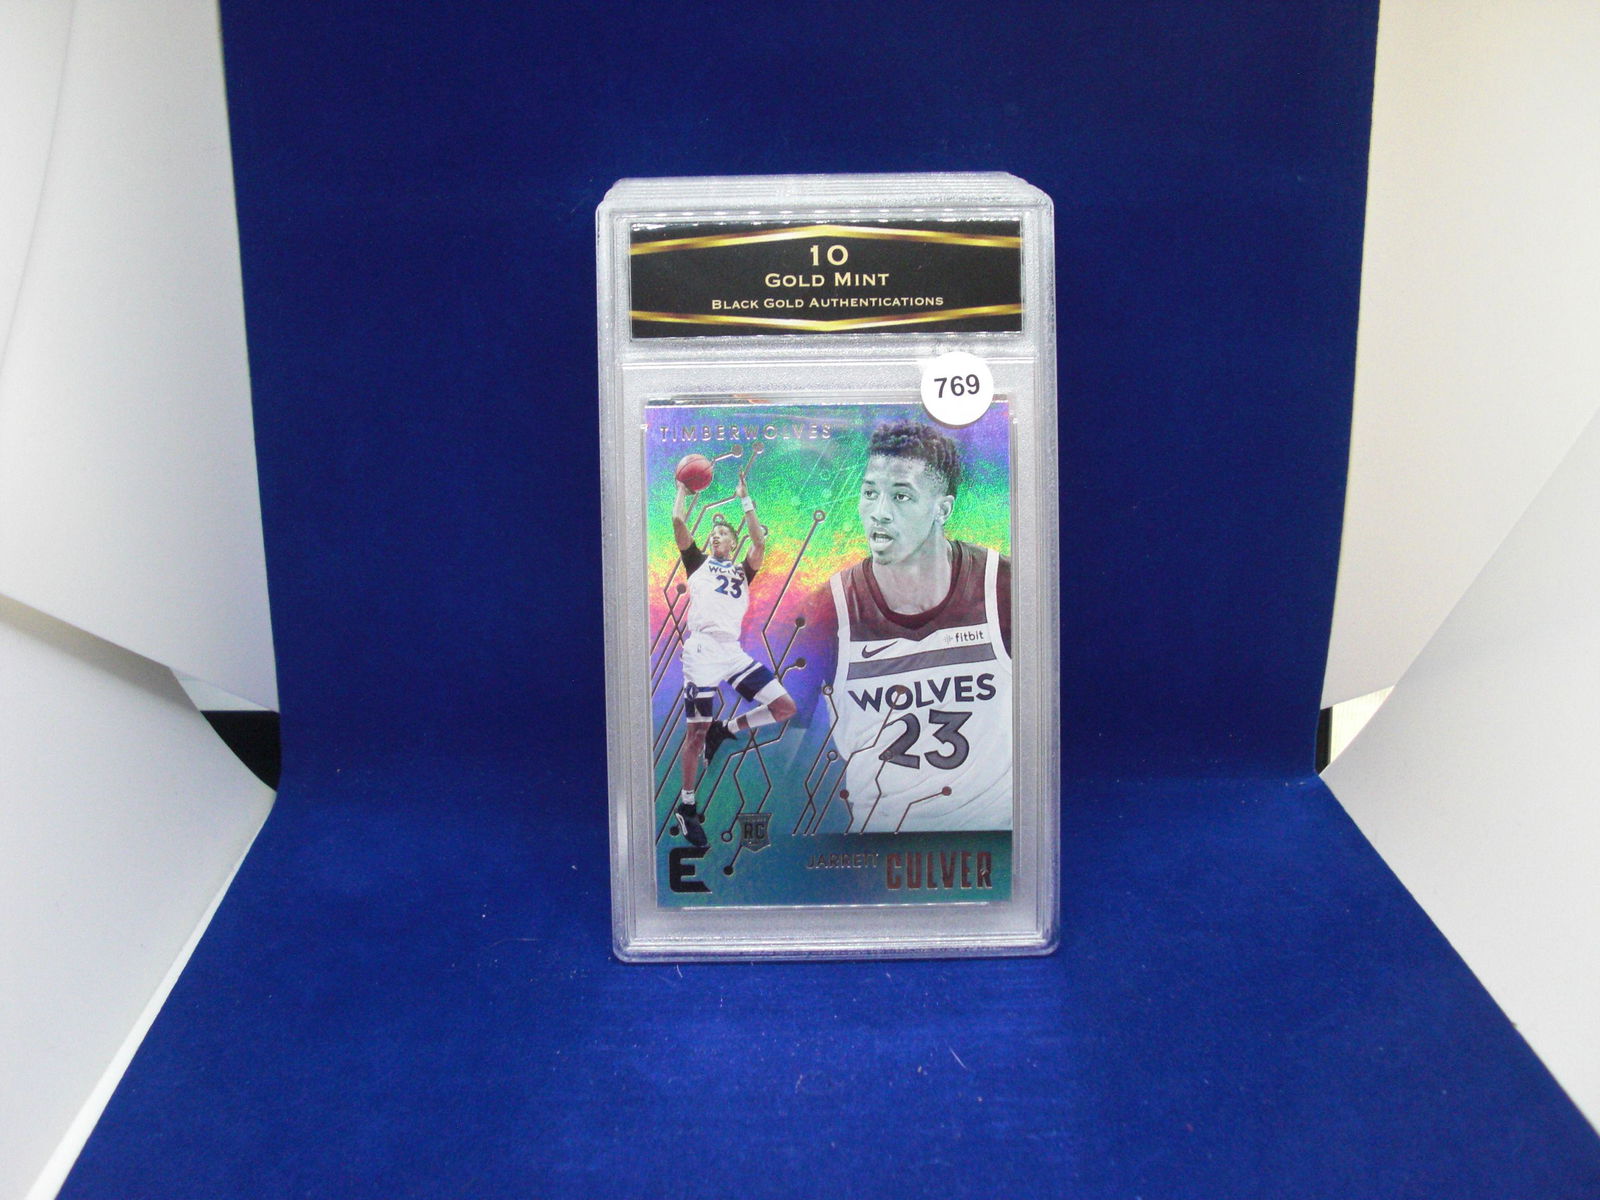 10
GOLD MINT
BLACK GOLD AUTHENTICATIONS
769
TIMBERWOLVES
WOLVES
23
fitbit
WOLVES
23
RC
E
JARRETT CULVER